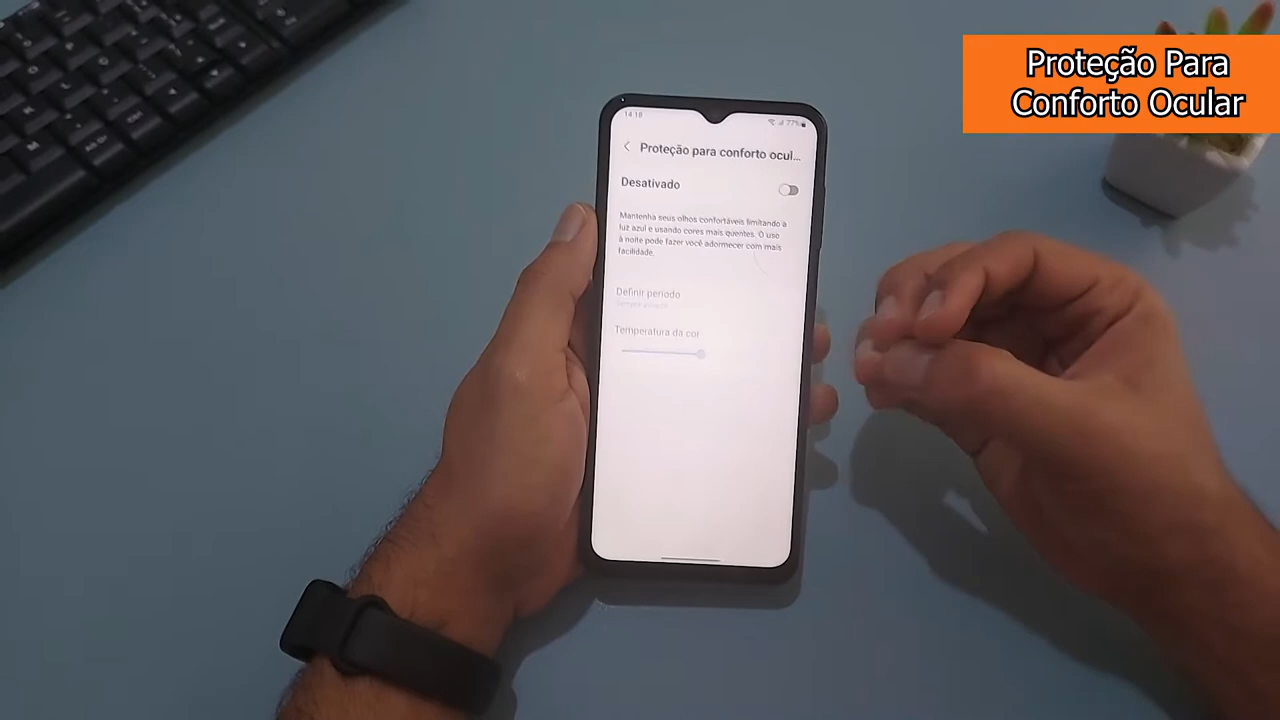 Proteção Para
Conforto Ocular
14:18
77%
Proteção para conforto ocul...
Desativado
Mantenha seus olhos confortáveis limitando a
luz azul e usando cores mais quentes. O uso
à noite pode fazer você adormecer com mais
facilidade.
Definir período
Temperatura da cor